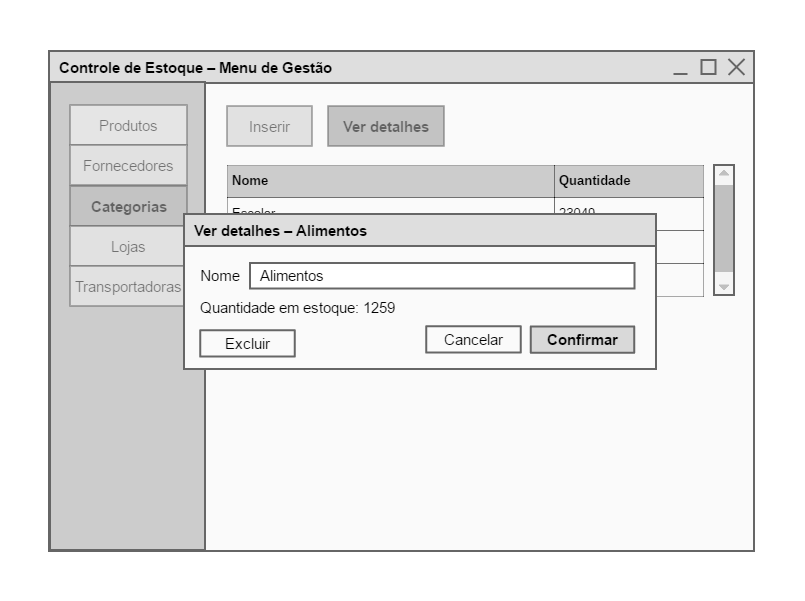 Controle de Estoque – Menu de Gestão
Produtos
Fornecedores
Categorias
Lojas
Transportadoras
Inserir
Ver detalhes
Nome Quantidade
Escolar 23040
Ver detalhes – Alimentos
Nome Alimentos
Quantidade em estoque: 1259
Excluir
Cancelar
Confirmar